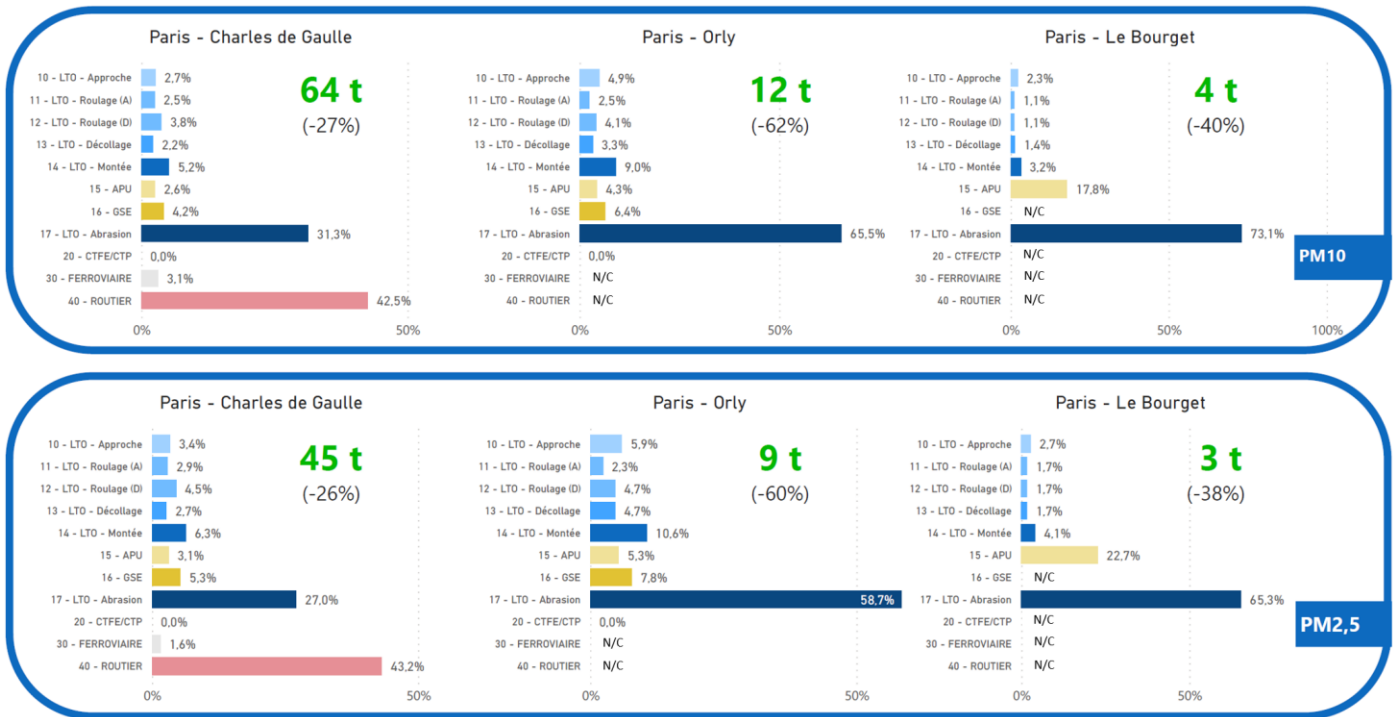 Paris - Charles de Gaulle
64 t
(-27%)
10 - LTO - Approche 2,7%
11 - LTO - Roulage (A) 2,5%
12 - LTO - Roulage (D) 3,8%
13 - LTO - Décollage 2,2%
14 - LTO - Montée 5,2%
15 - APU 2,6%
16 - GSE 4,2%
17 - LTO - Abrasion 31,3%
20 - CTFE/CTP 0,0%
30 - FERROVIAIRE 3,1%
40 - ROUTIER 42,5%
0% 50%
Paris - Orly
12 t
(-62%)
10 - LTO - Approche 4,9%
11 - LTO - Roulage (A) 2,5%
12 - LTO - Roulage (D) 4,1%
13 - LTO - Décollage 3,3%
14 - LTO - Montée 9,0%
15 - APU 4,3%
16 - GSE 6,4%
17 - LTO - Abrasion 65,5%
20 - CTFE/CTP 0,0%
30 - FERROVIAIRE N/C
40 - ROUTIER N/C
0% 50%
Paris - Le Bourget
4 t
(-40%)
10 - LTO - Approche 2,3%
11 - LTO - Roulage (A) 1,1%
12 - LTO - Roulage (D) 1,1%
13 - LTO - Décollage 1,4%
14 - LTO - Montée 3,2%
15 - APU 17,8%
16 - GSE N/C
17 - LTO - Abrasion 73,1%
20 - CTFE/CTP N/C
30 - FERROVIAIRE N/C
40 - ROUTIER N/C
0% 50% 100%
PM10
Paris - Charles de Gaulle
45 t
(-26%)
10 - LTO - Approche 3,4%
11 - LTO - Roulage (A) 2,9%
12 - LTO - Roulage (D) 4,5%
13 - LTO - Décollage 2,7%
14 - LTO - Montée 6,3%
15 - APU 3,1%
16 - GSE 5,3%
17 - LTO - Abrasion 27,0%
20 - CTFE/CTP 0,0%
30 - FERROVIAIRE 1,6%
40 - ROUTIER 43,2%
0% 50%
Paris - Orly
9 t
(-60%)
10 - LTO - Approche 5,9%
11 - LTO - Roulage (A) 2,3%
12 - LTO - Roulage (D) 4,7%
13 - LTO - Décollage 4,7%
14 - LTO - Montée 10,6%
15 - APU 5,3%
16 - GSE 7,8%
17 - LTO - Abrasion 58,7%
20 - CTFE/CTP 0,0%
30 - FERROVIAIRE N/C
40 - ROUTIER N/C
0% 50%
Paris - Le Bourget
3 t
(-38%)
10 - LTO - Approche 2,7%
11 - LTO - Roulage (A) 1,7%
12 - LTO - Roulage (D) 1,7%
13 - LTO - Décollage 1,7%
14 - LTO - Montée 4,1%
15 - APU 22,7%
16 - GSE N/C
17 - LTO - Abrasion 65,3%
20 - CTFE/CTP N/C
30 - FERROVIAIRE N/C
40 - ROUTIER N/C
0% 50%
PM2,5